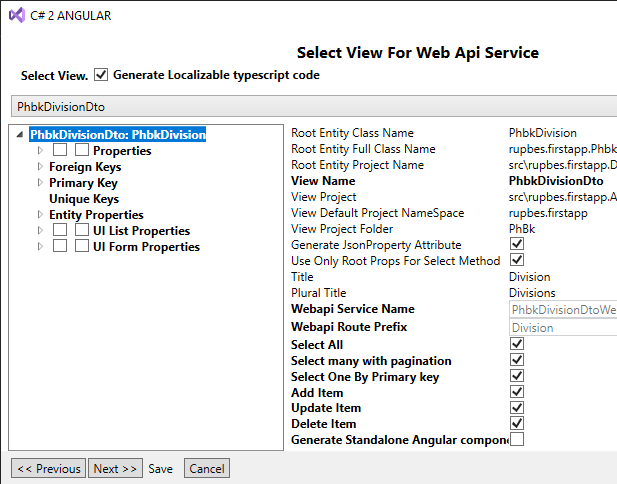 C# 2 ANGULAR
Select View For Web Api Service
Select View. Generate Localizable typescript code
PhbkDivisionDto
PhbkDivisionDto: PhbkDivision
Properties
Foreign Keys
Primary Key
Unique Keys
Entity Properties
UI List Properties
UI Form Properties
Root Entity Class Name PhbkDivision
Root Entity Full Class Name rupbes.firstapp.Phbk
Root Entity Project Name src\rupbes.firstapp.D
View Name PhbkDivisionDto
View Project src\rupbes.firstapp.A
View Default Project NameSpace rupbes.firstapp
View Project Folder PhBk
Generate JsonProperty Attribute
Use Only Root Props For Select Method
Title Division
Plural Title Divisions
Webapi Service Name PhbkDivisionDtoWe
Webapi Route Prefix Division
Select All
Select many with pagination
Select One By Primary key
Add Item
Update Item
Delete Item
Generate Standalone Angular compone
<< Previous Next >> Save Cancel